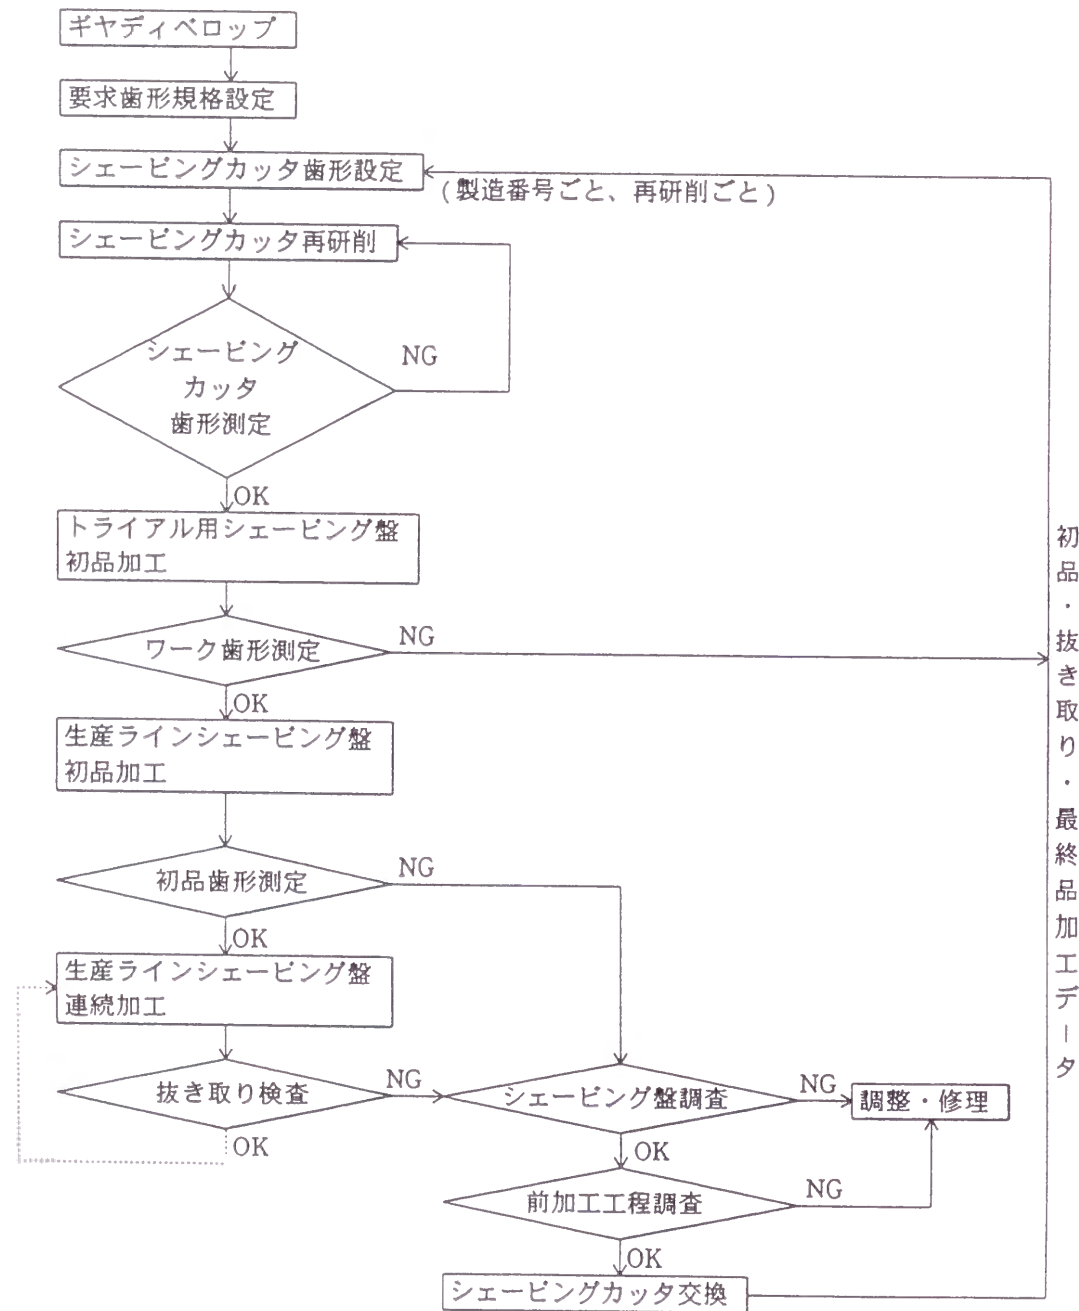 ギヤディベロップ
要求歯形規格設定
シェービングカッタ歯形設定
(製造番号ごと、再研削ごと)
シェービングカッタ再研削
シェービング
カッタ
歯形測定
NG
OK
トライアル用シェービング盤
初品加工
ワーク歯形測定
NG
OK
生産ラインシェービング盤
初品加工
初品歯形測定
NG
OK
生産ラインシェービング盤
連続加工
抜き取り検査
NG
OK
シェービング盤調査
NG
調整・修理
OK
前加工工程調査
NG
OK
シェービングカッタ交換
初品・抜き取り・最終品加工データ